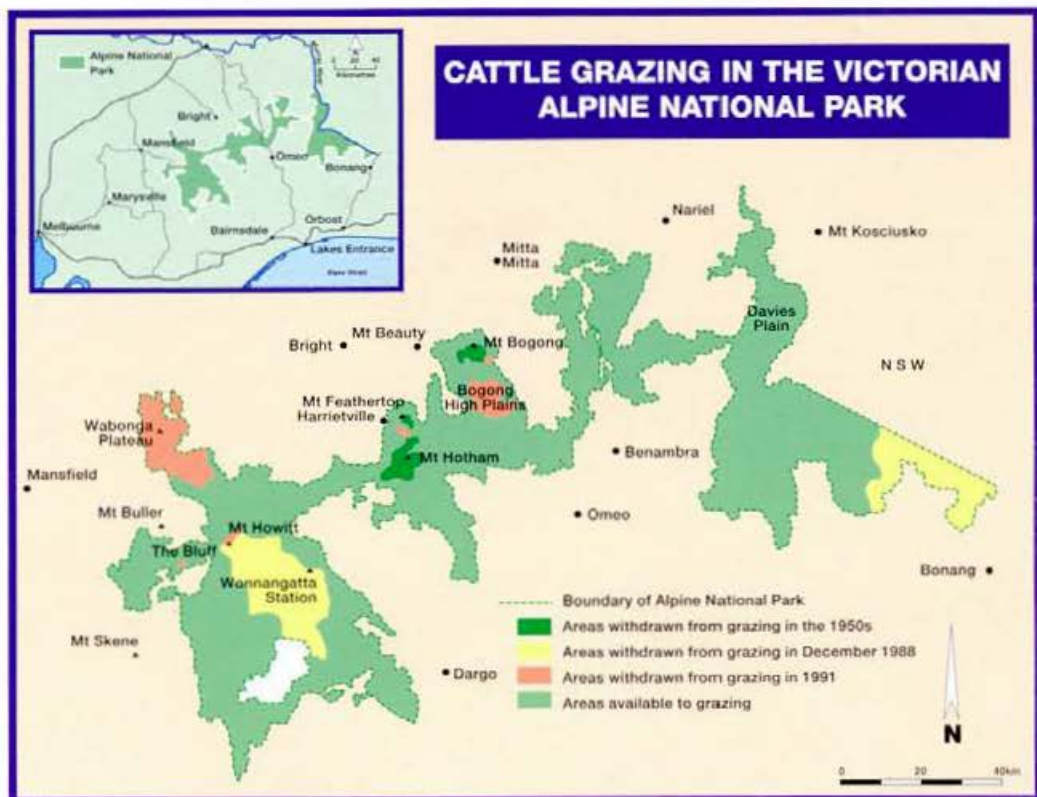 CATTLE GRAZING IN THE VICTORIAN
ALPINE NATIONAL PARK
Alpine National
Park
N
Kilometres
Bright
Mansfield
Omeo
Bonang
Marysville
Melbourne
Bairnsdale
Orbost
Lakes Entrance
Nariel
Mt Kosciusko
Mitta
Mitta
Davies
Plain
Mt Beauty
Bright
Mt Bogong
N S W
Bogong
High Plains
Mt Feathertop
Harrietville
Wabonga
Plateau
Mt Hotham
Benambra
Mansfield
Mt Buller
Omeo
Mt Howitt
The Bluff
Wonnangatta
Station
Bonang
Mt Skene
Dargo
Boundary of Alpine National Park
Areas withdrawn from grazing in the 1950s
Areas withdrawn from grazing in December 1988
Areas withdrawn from grazing in 1991
Areas available to grazing
N
0 20 40km